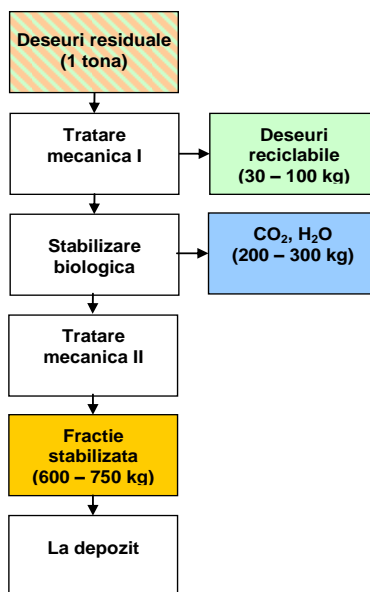 Deseuri residuale
(1 tona)
Tratare
mecanica I
Deseuri
reciclabile
(30 – 100 kg)
Stabilizare
biologica
CO₂, H₂O
(200 – 300 kg)
Tratare
mecanica II
Fractie
stabilizata
(600 – 750 kg)
La depozit